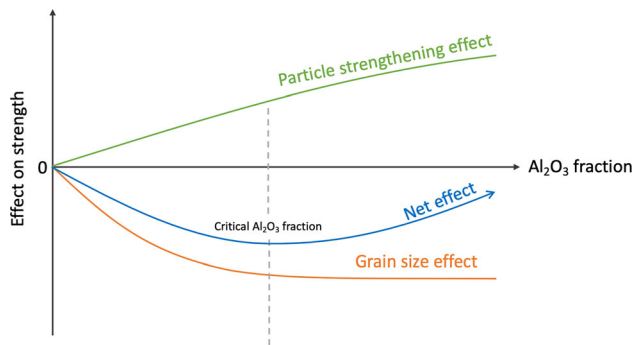 Particle strengthening effect
Effect on strength
0
Al₂O₃ fraction
Net effect
Critical Al₂O₃ fraction
Grain size effect